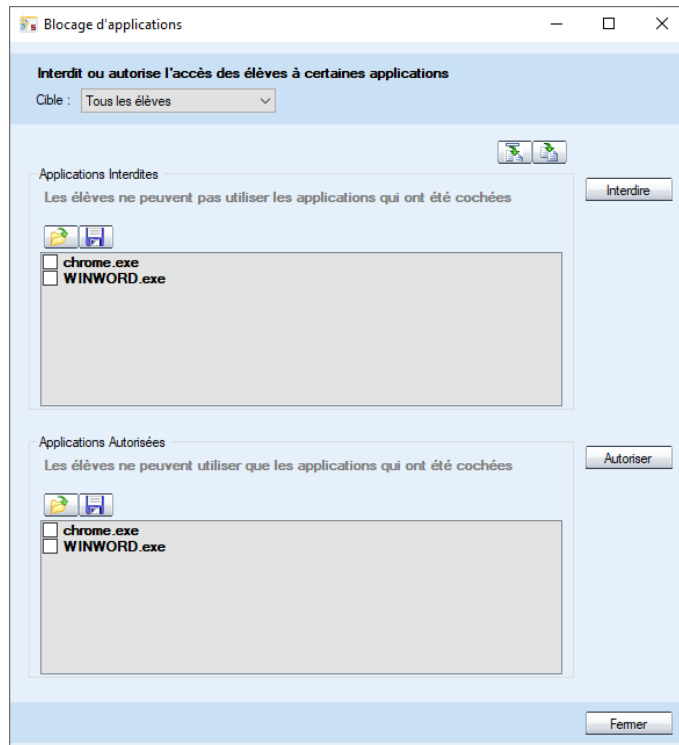 Blocage d'applications
Interdit ou autorise l'accès des élèves à certaines applications
Cible : Tous les élèves
Applications Interdites
Les élèves ne peuvent pas utiliser les applications qui ont été cochées
Interdire
chrome.exe
WINWORD.exe
Applications Autorisées
Les élèves ne peuvent utiliser que les applications qui ont été cochées
Autoriser
chrome.exe
WINWORD.exe
Fermer